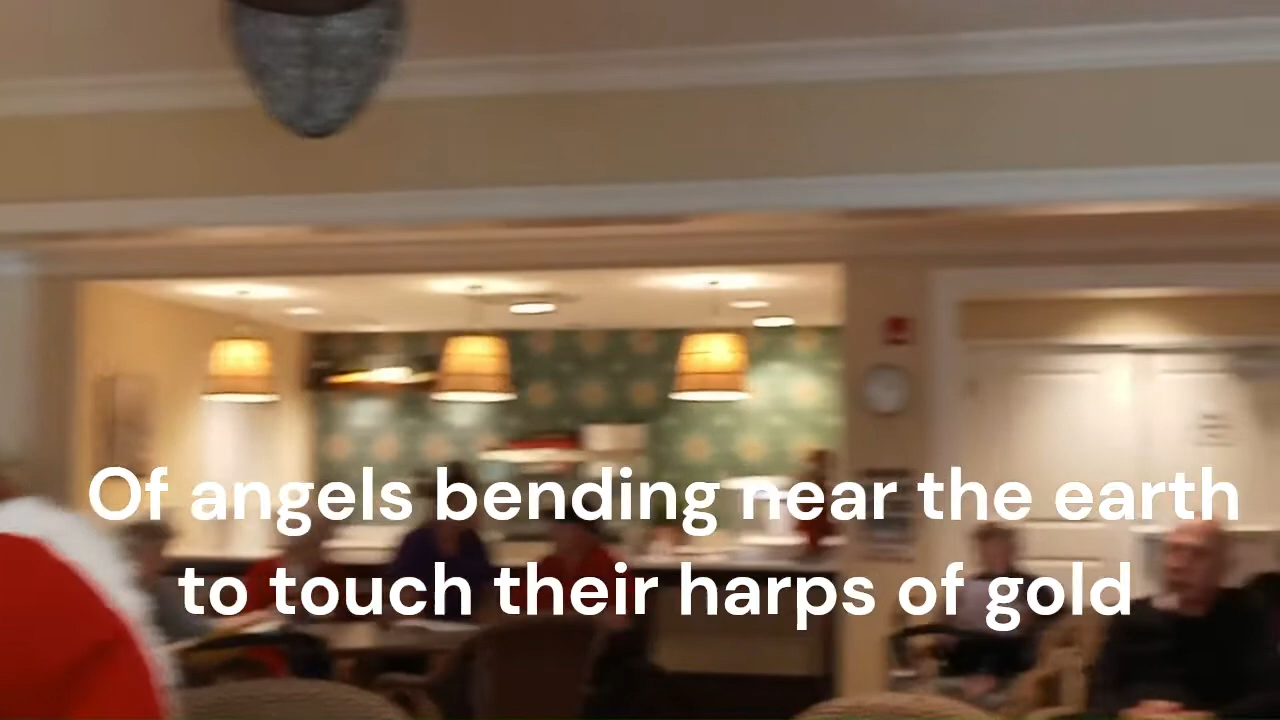 Of angels bending near the earth
to touch their harps of gold